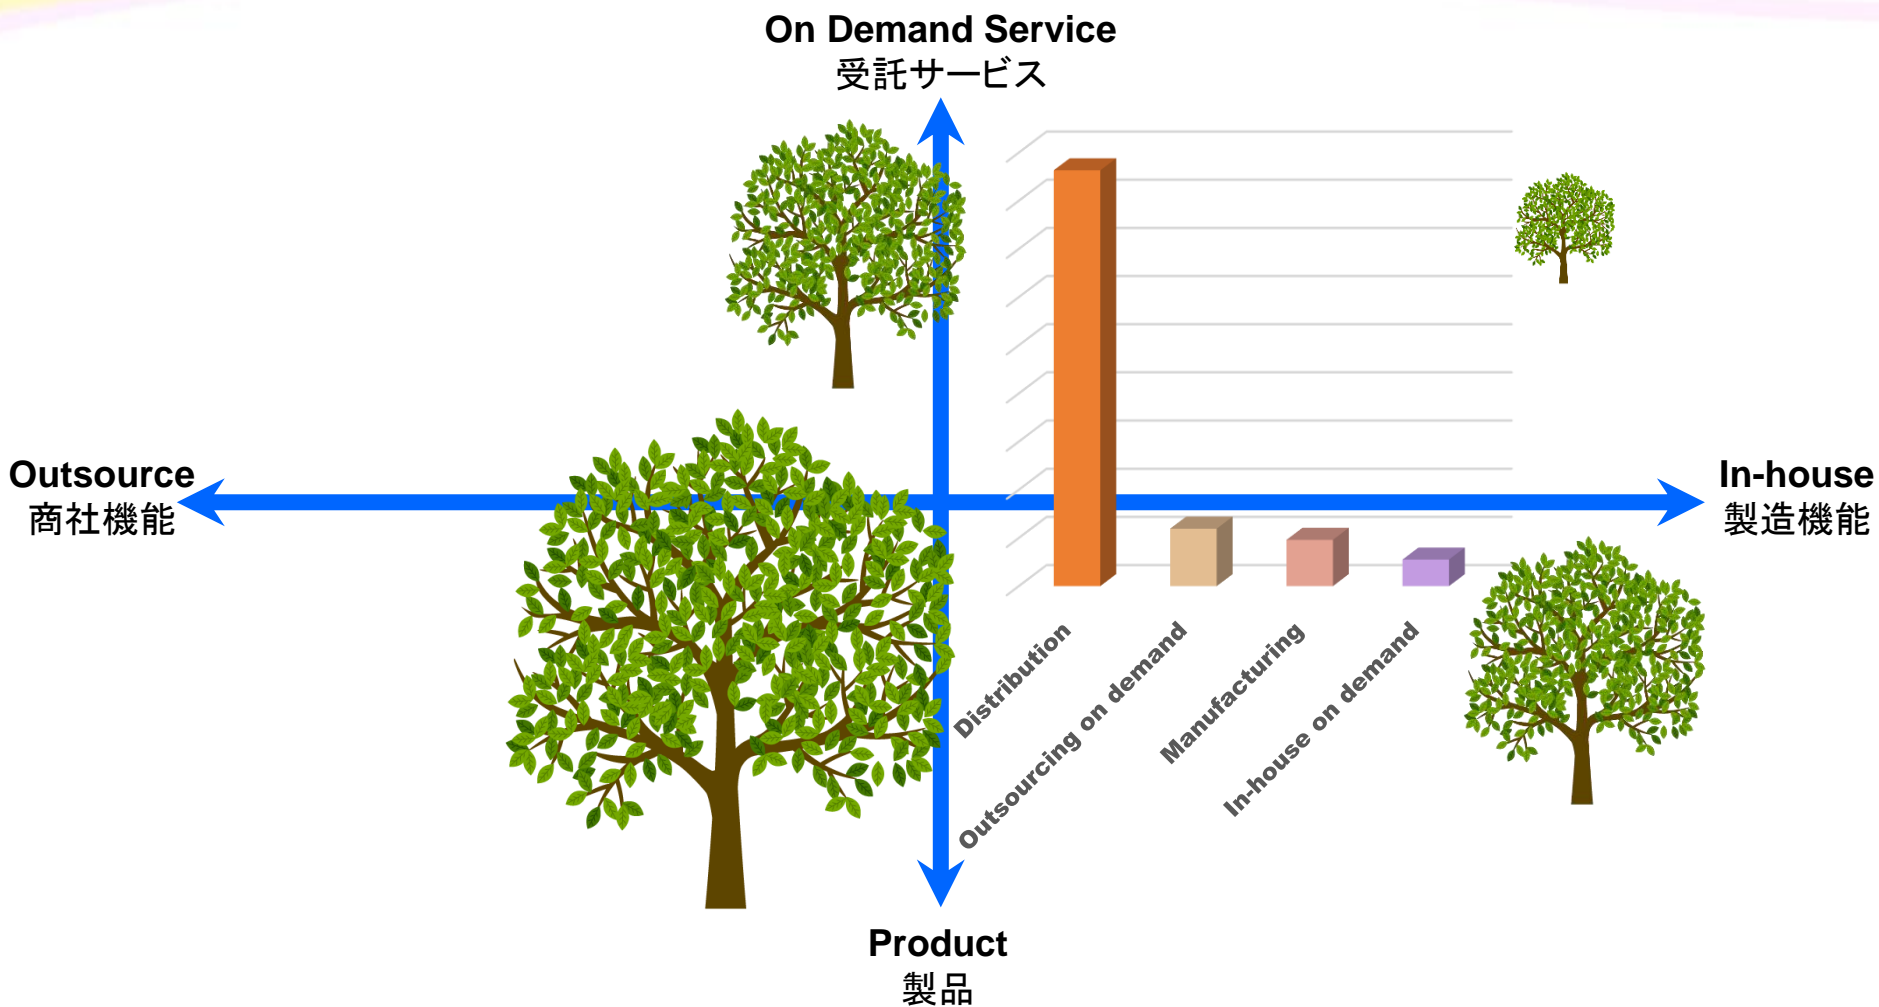 On Demand Service
受託サービス
Outsource
商社機能
In-house
製造機能
Distribution
Outsourcing on demand
Manufacturing
In-house on demand
Product
製品